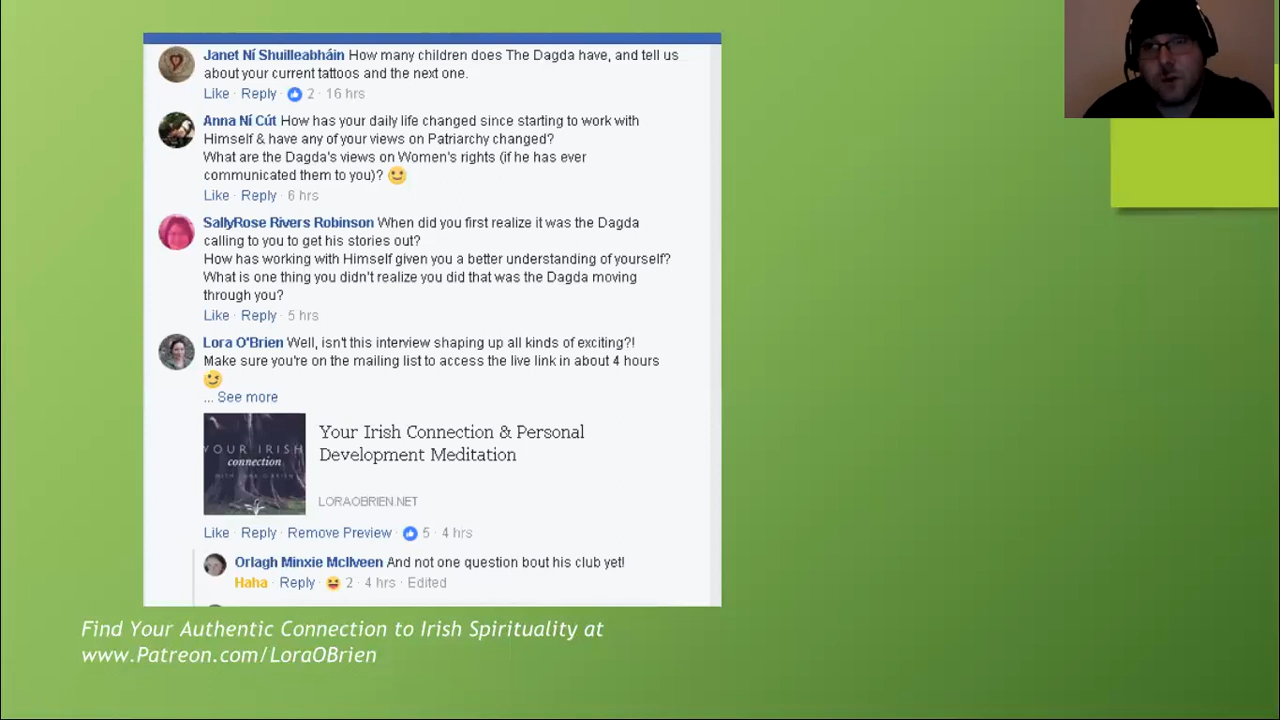 Janet Ní Shuilleabháin How many children does The Dagda have, and tell us
about your current tattoos and the next one.
Like · Reply · 2 · 16 hrs
Anna Ní Cút How has your daily life changed since starting to work with
Himself & have any of your views on Patriarchy changed?
What are the Dagda's views on Women's rights (if he has ever
communicated them to you)?
Like · Reply · 6 hrs
SallyRose Rivers Robinson When did you first realize it was the Dagda
calling to you to get his stories out?
How has working with Himself given you a better understanding of yourself?
What is one thing you didn't realize you did that was the Dagda moving
through you?
Like · Reply · 5 hrs
Lora O'Brien Well, isn't this interview shaping up all kinds of exciting?!
Make sure you're on the mailing list to access the live link in about 4 hours
... See more
YOUR IRISH
connection
WITH LORA O'BRIEN
Your Irish Connection & Personal
Development Meditation
LORAOBRIEN.NET
Like · Reply · Remove Preview · 5 · 4 hrs
Orlagh Minxie McIlveen And not one question bout his club yet!
Haha · Reply · 2 · 4 hrs · Edited
Find Your Authentic Connection to Irish Spirituality at
www.Patreon.com/LoraOBrien